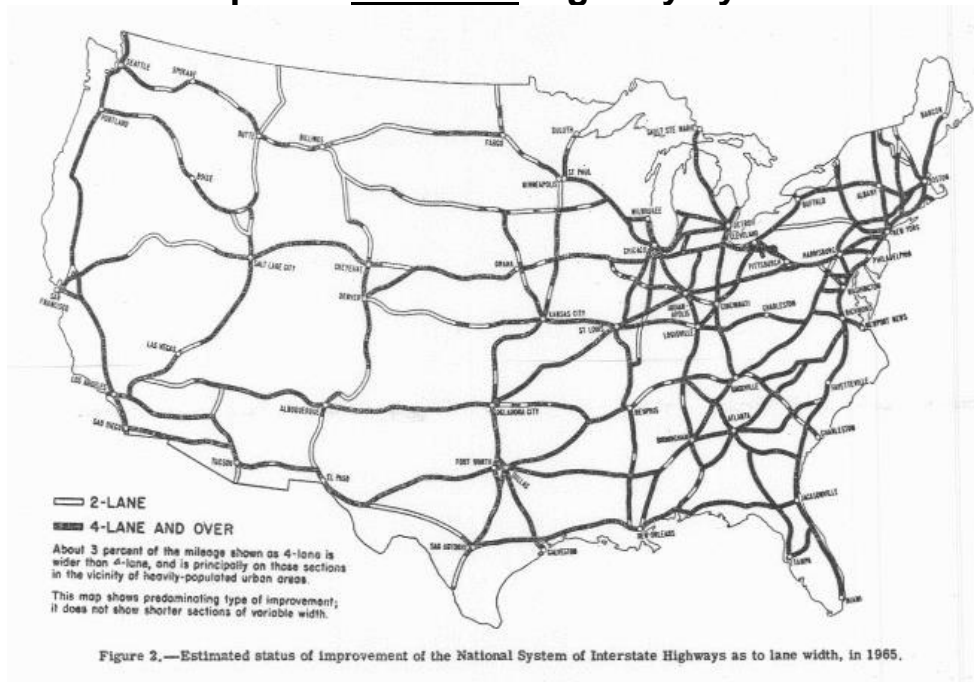 SEATTLE
SPOKANE
PORTLAND
BUTTE
BILLINGS
FARGO
DULUTH
SAULT STE MARIE
BANGOR
BOISE
MINNEAPOLIS
ST PAUL
MILWAUKEE
DETROIT
CLEVELAND
BUFFALO
ALBANY
BOSTON
NEW YORK
SALT LAKE CITY
CHEYENNE
OMAHA
CHICAGO
PITTSBURGH
HARRISBURG
PHILADELPHIA
SAN FRANCISCO
DENVER
KANSAS CITY
ST LOUIS
INDIAN-APOLIS
CINCINNATI
CHARLESTON
WASHINGTON
RICHMOND
NEWPORT NEWS
LOUISVILLE
LAS VEGAS
LOS ANGELES
ALBUQUERQUE
OKLAHOMA CITY
MEMPHIS
KNOXVILLE
FAYETTEVILLE
SAN DIEGO
BIRMINGHAM
ATLANTA
CHARLESTON
TUCSON
EL PASO
FORT WORTH
DALLAS
JACKSONVILLE
SAN ANTONIO
GALVESTON
NEW ORLEANS
TAMPA
MIAMI
2-LANE
4-LANE AND OVER
About 3 percent of the mileage shown as 4-lane is
wider than 4-lane, and is principally on those sections
in the vicinity of heavily-populated urban areas.
This map shows predominating type of improvement;
it does not show shorter sections of variable width.
Figure 2.—Estimated status of improvement of the National System of Interstate Highways as to lane width, in 1965.